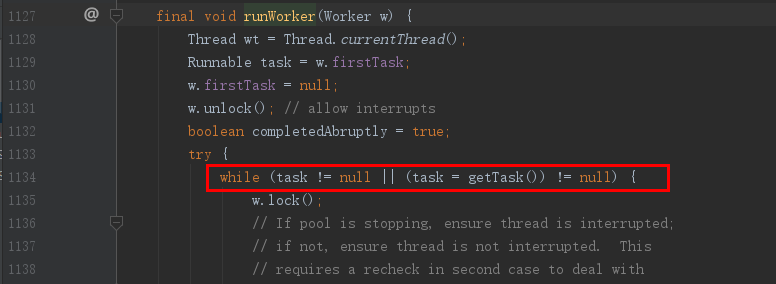 1127 @ final void runWorker(Worker w) {
1128 Thread wt = Thread.currentThread();
1129 Runnable task = w.firstTask;
1130 w.firstTask = null;
1131 w.unlock(); // allow interrupts
1132 boolean completedAbruptly = true;
1133 try {
1134 while (task != null || (task = getTask()) != null) {
1135 w.lock();
1136 // If pool is stopping, ensure thread is interrupted;
1137 // if not, ensure thread is not interrupted.  This
1138 // requires a recheck in second case to deal with